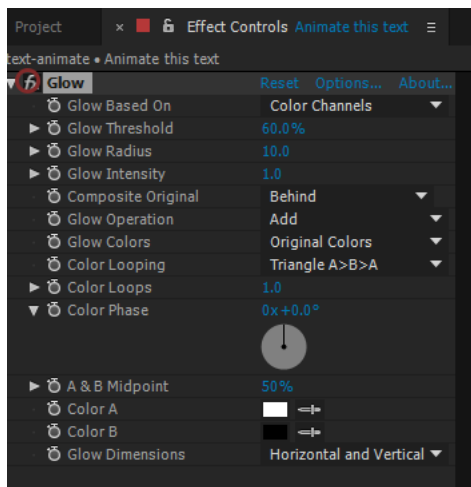 Project × Effect Controls Animate this text ≡
text-animate • Animate this text
fx Glow Reset Options... About...
Glow Based On Color Channels
Glow Threshold 60.0%
Glow Radius 10.0
Glow Intensity 1.0
Composite Original Behind
Glow Operation Add
Glow Colors Original Colors
Color Looping Triangle A>B>A
Color Loops 1.0
Color Phase 0x+0.0°
A & B Midpoint 50%
Color A
Color B
Glow Dimensions Horizontal and Vertical